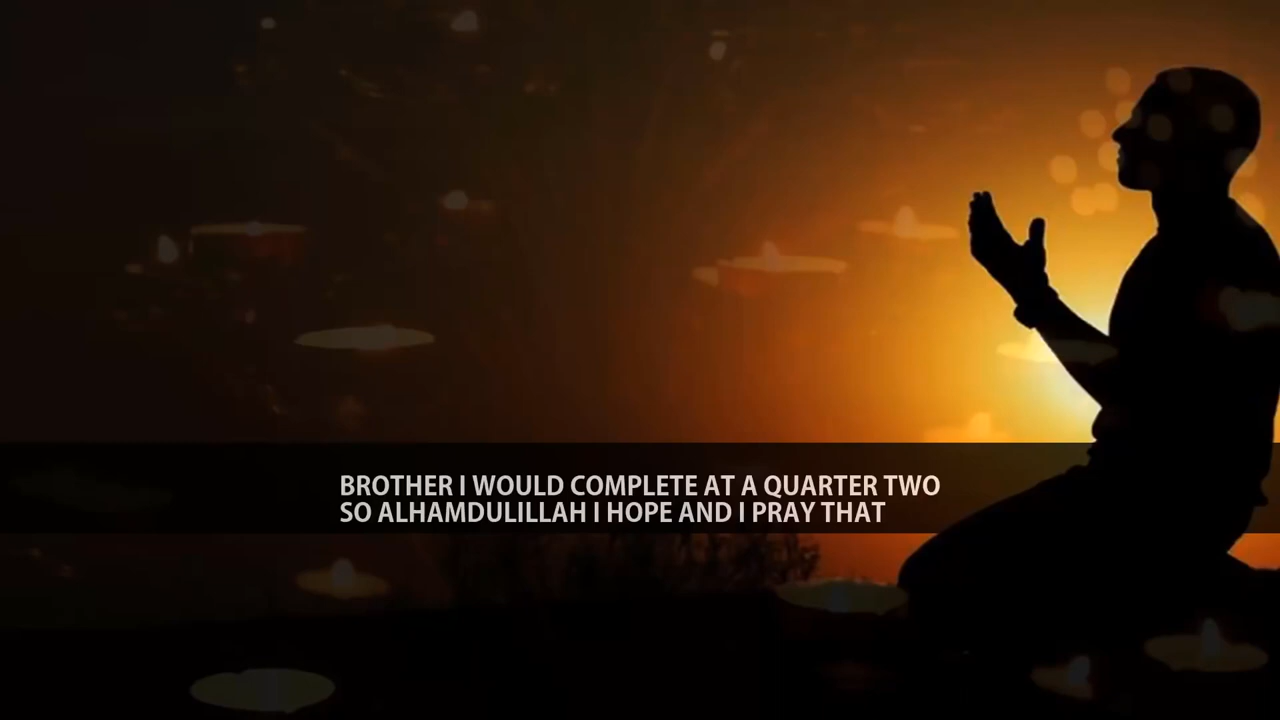 BROTHER I WOULD COMPLETE AT A QUARTER TWO
SO ALHAMDULILLAH I HOPE AND I PRAY THAT